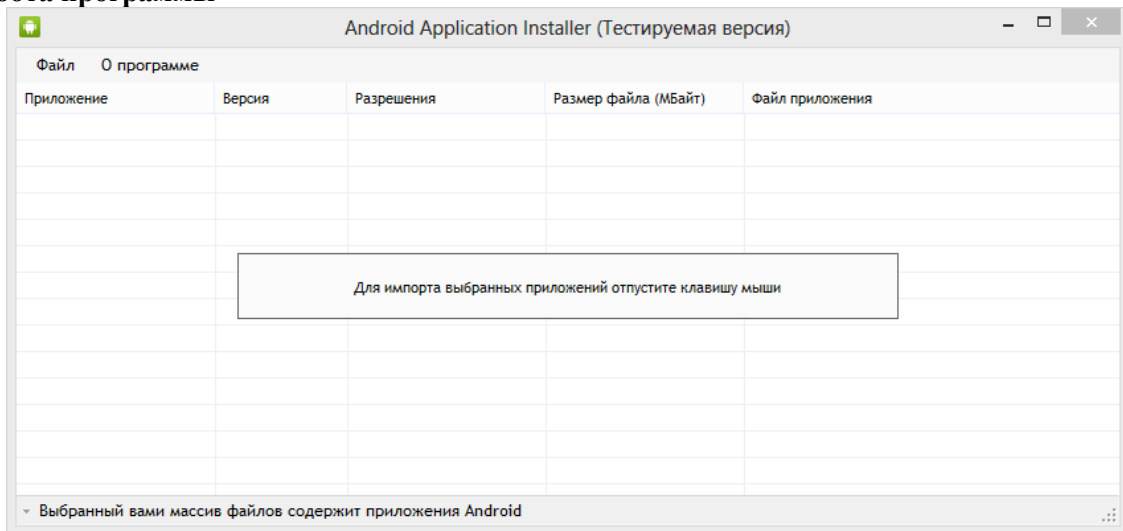 программы
Android Application Installer (Тестируемая версия)
Файл О программе
Приложение Версия Разрешения Размер файла (МБайт) Файл приложения
Для импорта выбранных приложений отпустите клавишу мыши
Выбранный вами массив файлов содержит приложения Android